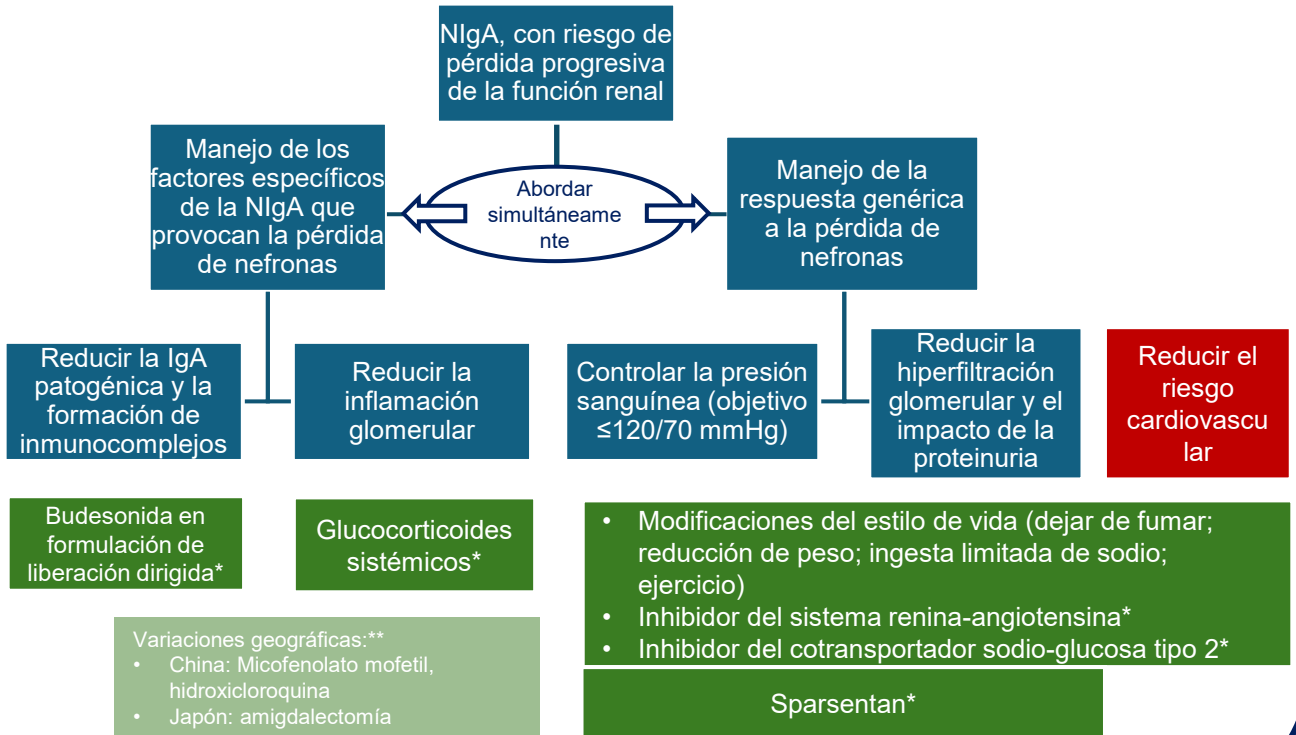 NIgA, con riesgo de
pérdida progresiva
de la función renal
Manejo de los
factores específicos
de la NIgA que
provocan la pérdida
de nefronas
Abordar
simultáneame
nte
Manejo de la
respuesta genérica
a la pérdida de
nefronas
Reducir la IgA
patogénica y la
formación de
inmunocomplejos
Reducir la
inflamación
glomerular
Controlar la presión
sanguínea (objetivo
≤120/70 mmHg)
Reducir la
hiperfiltración
glomerular y el
impacto de la
proteinuria
Reducir el
riesgo
cardiovascu
lar
Budesonida en
formulación de
liberación dirigida*
Glucocorticoides
sistémicos*
• Modificaciones del estilo de vida (dejar de fumar;
reducción de peso; ingesta limitada de sodio;
ejercicio)
• Inhibidor del sistema renina-angiotensina*
• Inhibidor del cotransportador sodio-glucosa tipo 2*
Variaciones geográficas:**
• China: Micofenolato mofetil,
hidroxicloroquina
• Japón: amigdalectomía
Sparsentan*